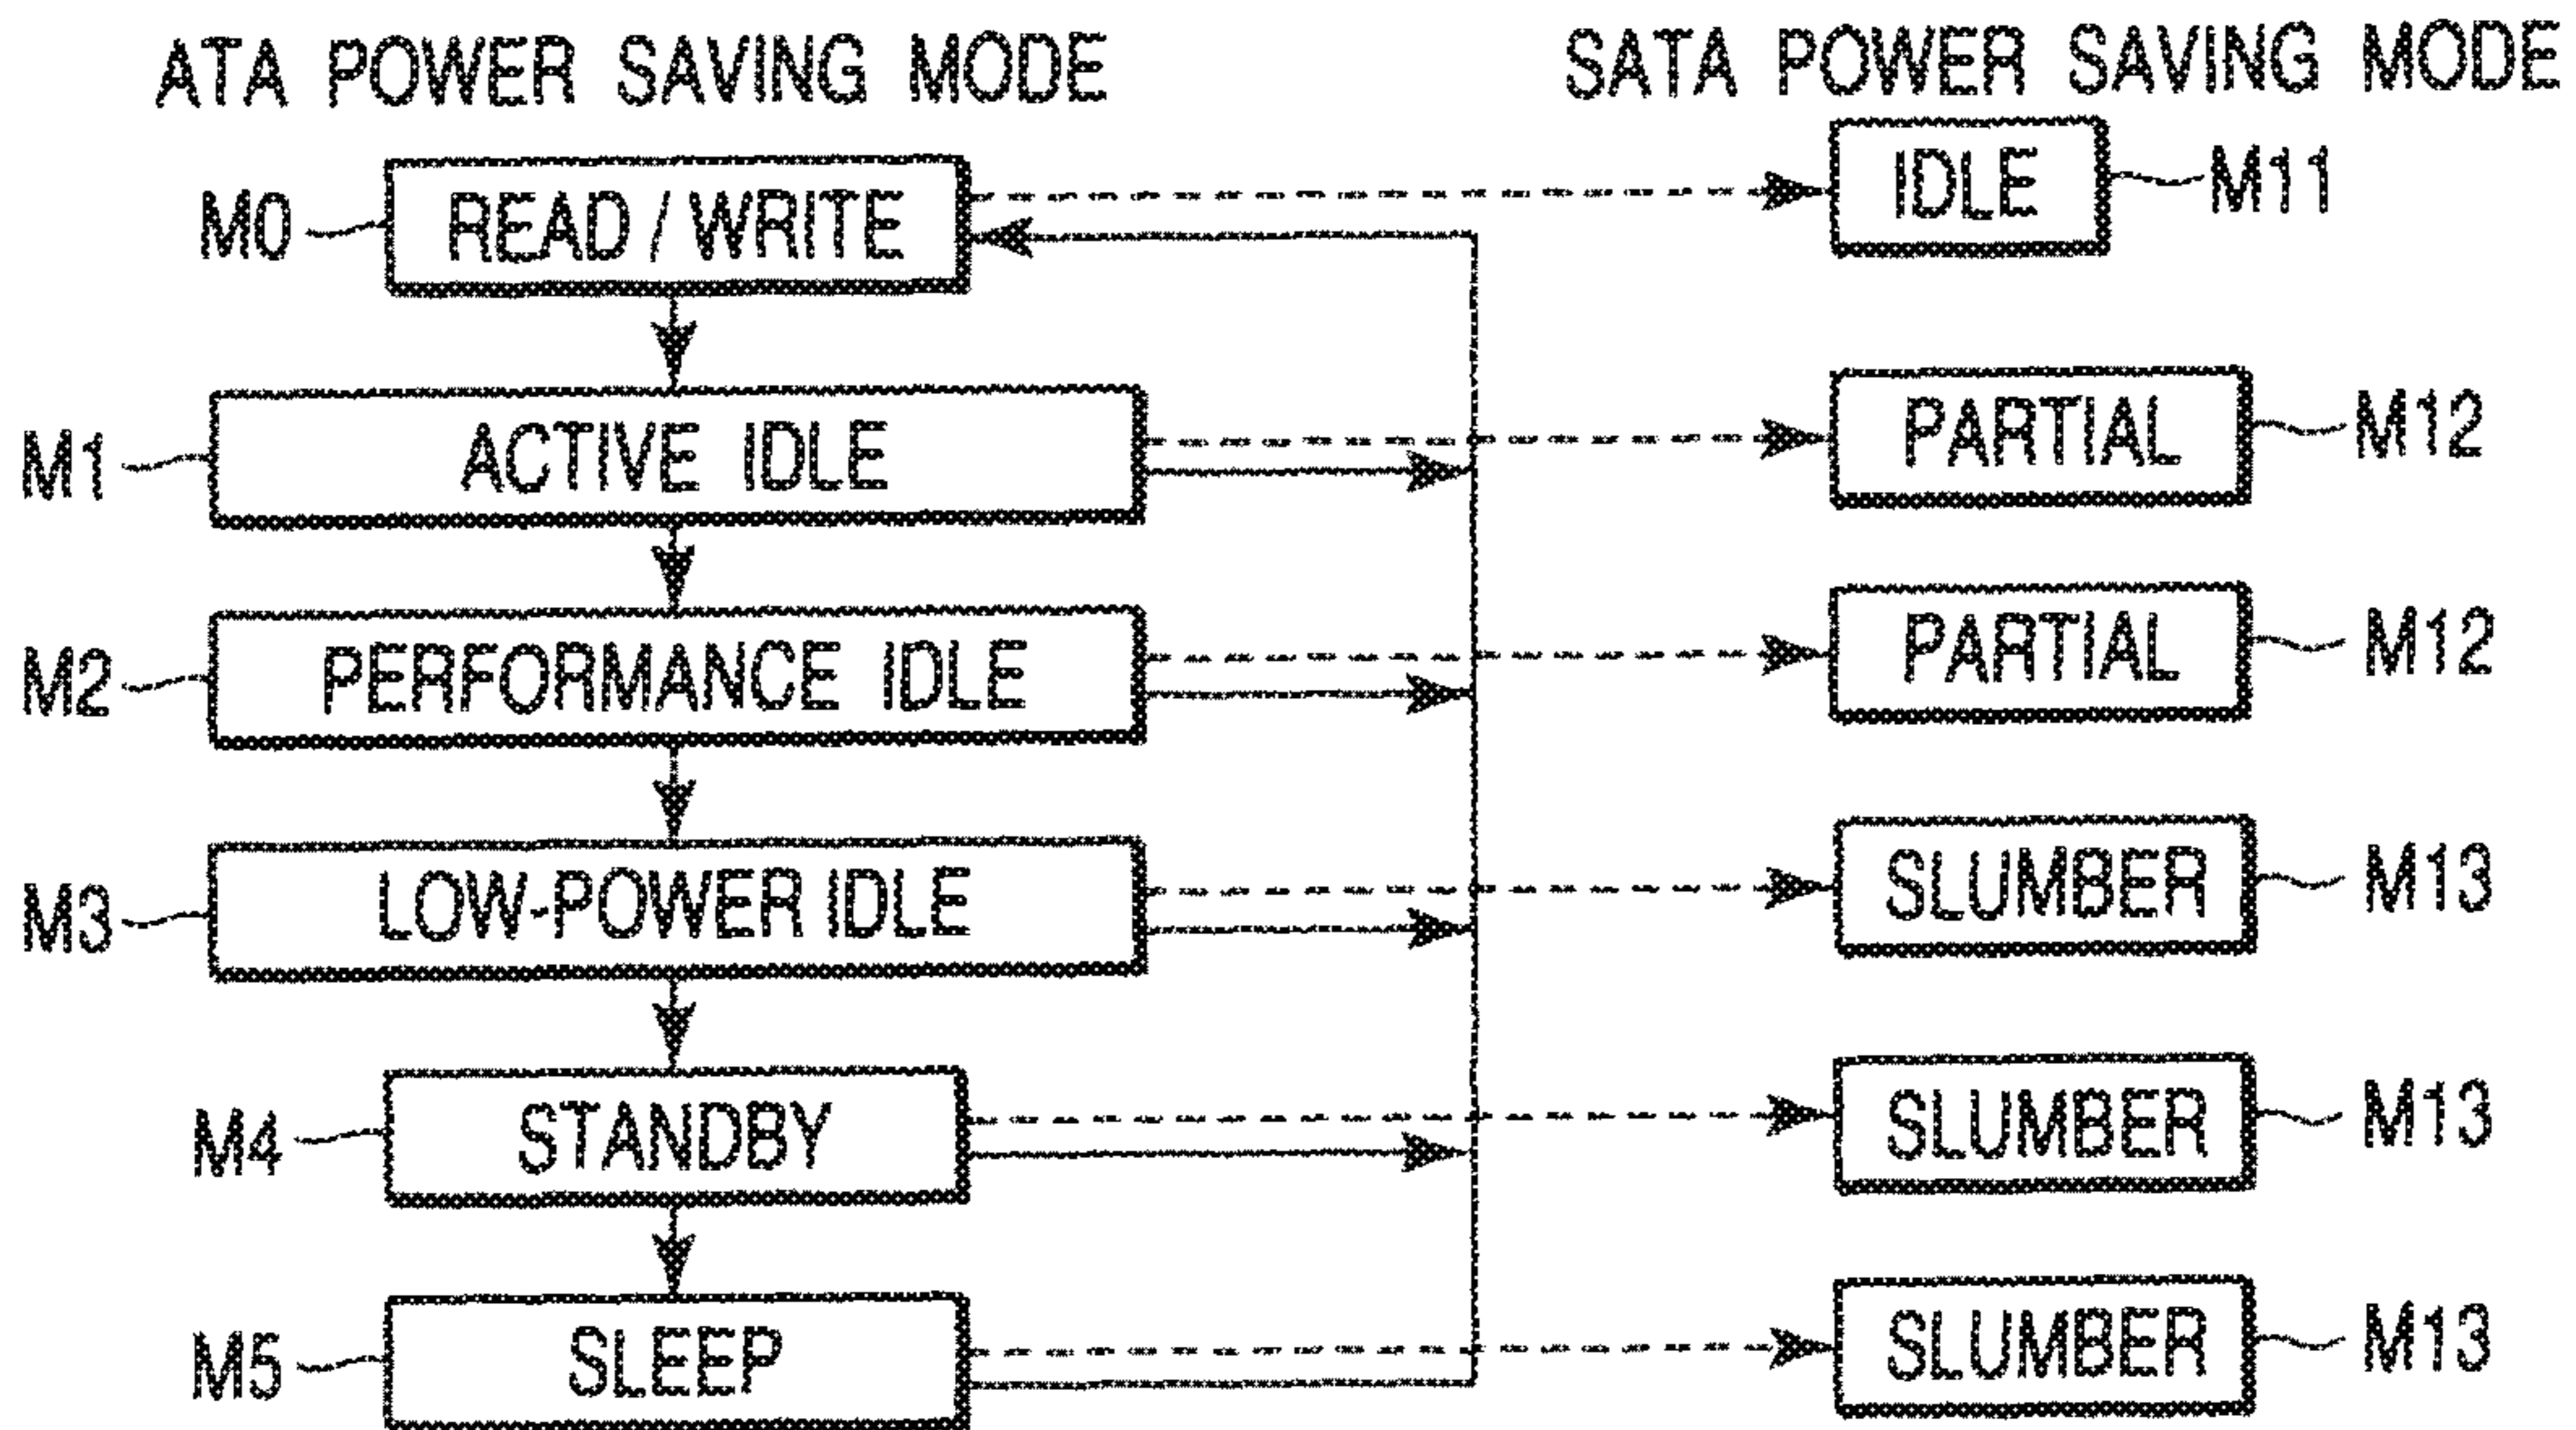 ATA POWER SAVING MODE
SATA POWER SAVING MODE
M0 READ / WRITE
IDLE M11
M1 ACTIVE IDLE
PARTIAL M12
M2 PERFORMANCE IDLE
PARTIAL M12
M3 LOW-POWER IDLE
SLUMBER M13
M4 STANDBY
SLUMBER M13
M5 SLEEP
SLUMBER M13